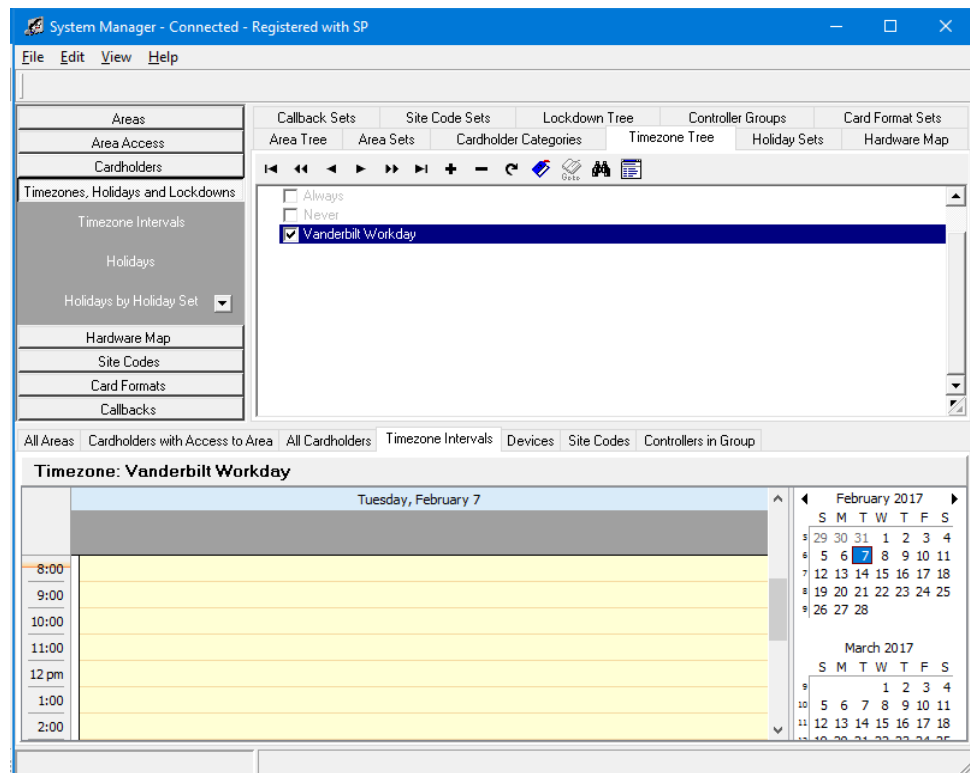 System Manager - Connected - Registered with SP
File Edit View Help
Areas
Area Access
Cardholders
Timezones, Holidays and Lockdowns
Timezone Intervals
Holidays
Holidays by Holiday Set
Hardware Map
Site Codes
Card Formats
Callbacks
Callback Sets Site Code Sets Lockdown Tree Controller Groups Card Format Sets
Area Tree Area Sets Cardholder Categories Timezone Tree Holiday Sets Hardware Map
Goto
Always
Never
Vanderbilt Workday
All Areas Cardholders with Access to Area All Cardholders Timezone Intervals Devices Site Codes Controllers in Group
Timezone: Vanderbilt Workday
Tuesday, February 7
8:00
9:00
10:00
11:00
12 pm
1:00
2:00
February 2017
S M T W T F S
5 29 30 31 1 2 3 4
6 5 6 7 8 9 10 11
7 12 13 14 15 16 17 18
8 19 20 21 22 23 24 25
9 26 27 28
March 2017
S M T W T F S
9 1 2 3 4
10 5 6 7 8 9 10 11
11 12 13 14 15 16 17 18